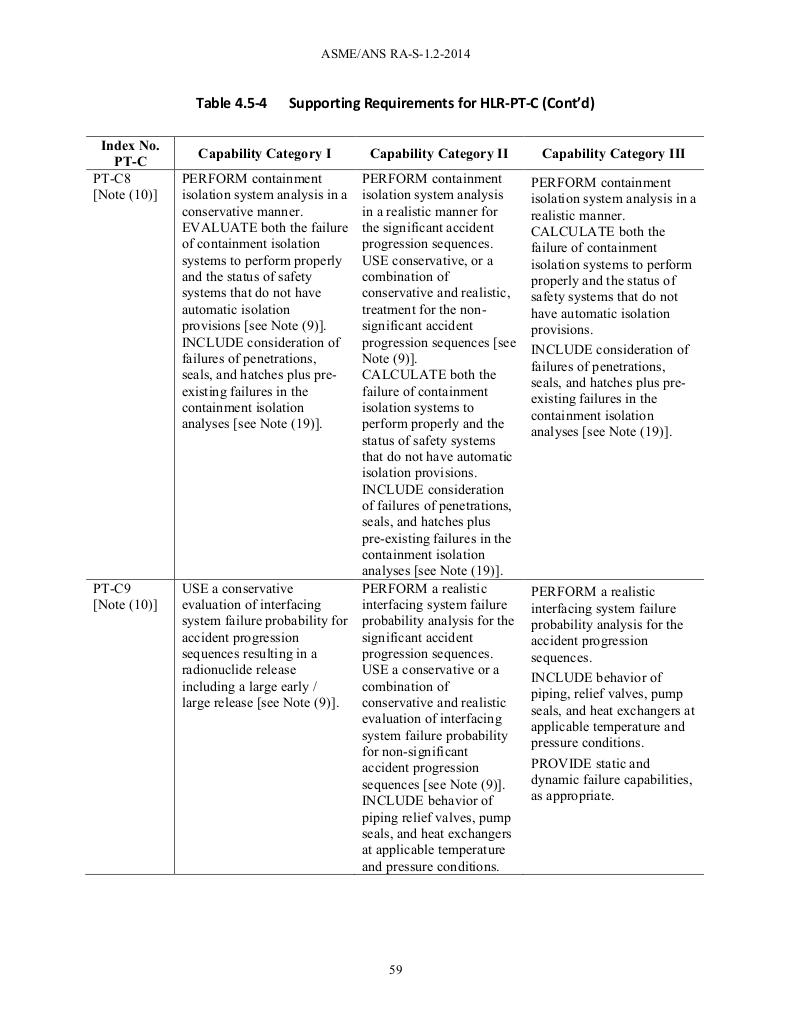 ASME/ANS RA-S-1.2-2014
Table 4.5-4 Supporting Requirements for HLR-PT-C (Cont’d)
Index No.
PT-C
Capability Category I
Capability Category II
Capability Category III
PT-C8
[Note (10)]
PERFORM containment
isolation system analysis in a
conservative manner.
EVALUATE both the failure
of containment isolation
systems to perform properly
and the status of safety
systems that do not have
automatic isolation
provisions [see Note (9)].
INCLUDE consideration of
failures of penetrations,
seals, and hatches plus pre-
existing failures in the
containment isolation
analyses [see Note (19)].
PERFORM containment
isolation system analysis
in a realistic manner for
the significant accident
progression sequences.
USE conservative, or a
combination of
conservative and realistic,
treatment for the non-
significant accident
progression sequences [see
Note (9)].
CALCULATE both the
failure of containment
isolation systems to
perform properly and the
status of safety systems
that do not have automatic
isolation provisions.
INCLUDE consideration
of failures of penetrations,
seals, and hatches plus
pre-existing failures in the
containment isolation
analyses [see Note (19)].
PERFORM containment
isolation system analysis in a
realistic manner.
CALCULATE both the
failure of containment
isolation systems to perform
properly and the status of
safety systems that do not
have automatic isolation
provisions.
INCLUDE consideration of
failures of penetrations,
seals, and hatches plus pre-
existing failures in the
containment isolation
analyses [see Note (19)].
PT-C9
[Note (10)]
USE a conservative
evaluation of interfacing
system failure probability for
accident progression
sequences resulting in a
radionuclide release
including a large early /
large release [see Note (9)].
PERFORM a realistic
interfacing system failure
probability analysis for the
significant accident
progression sequences.
USE a conservative or a
combination of
conservative and realistic
evaluation of interfacing
system failure probability
for non-significant
accident progression
sequences [see Note (9)].
INCLUDE behavior of
piping relief valves, pump
seals, and heat exchangers
at applicable temperature
and pressure conditions.
PERFORM a realistic
interfacing system failure
probability analysis for the
accident progression
sequences.
INCLUDE behavior of
piping, relief valves, pump
seals, and heat exchangers at
applicable temperature and
pressure conditions.
PROVIDE static and
dynamic failure capabilities,
as appropriate.
59